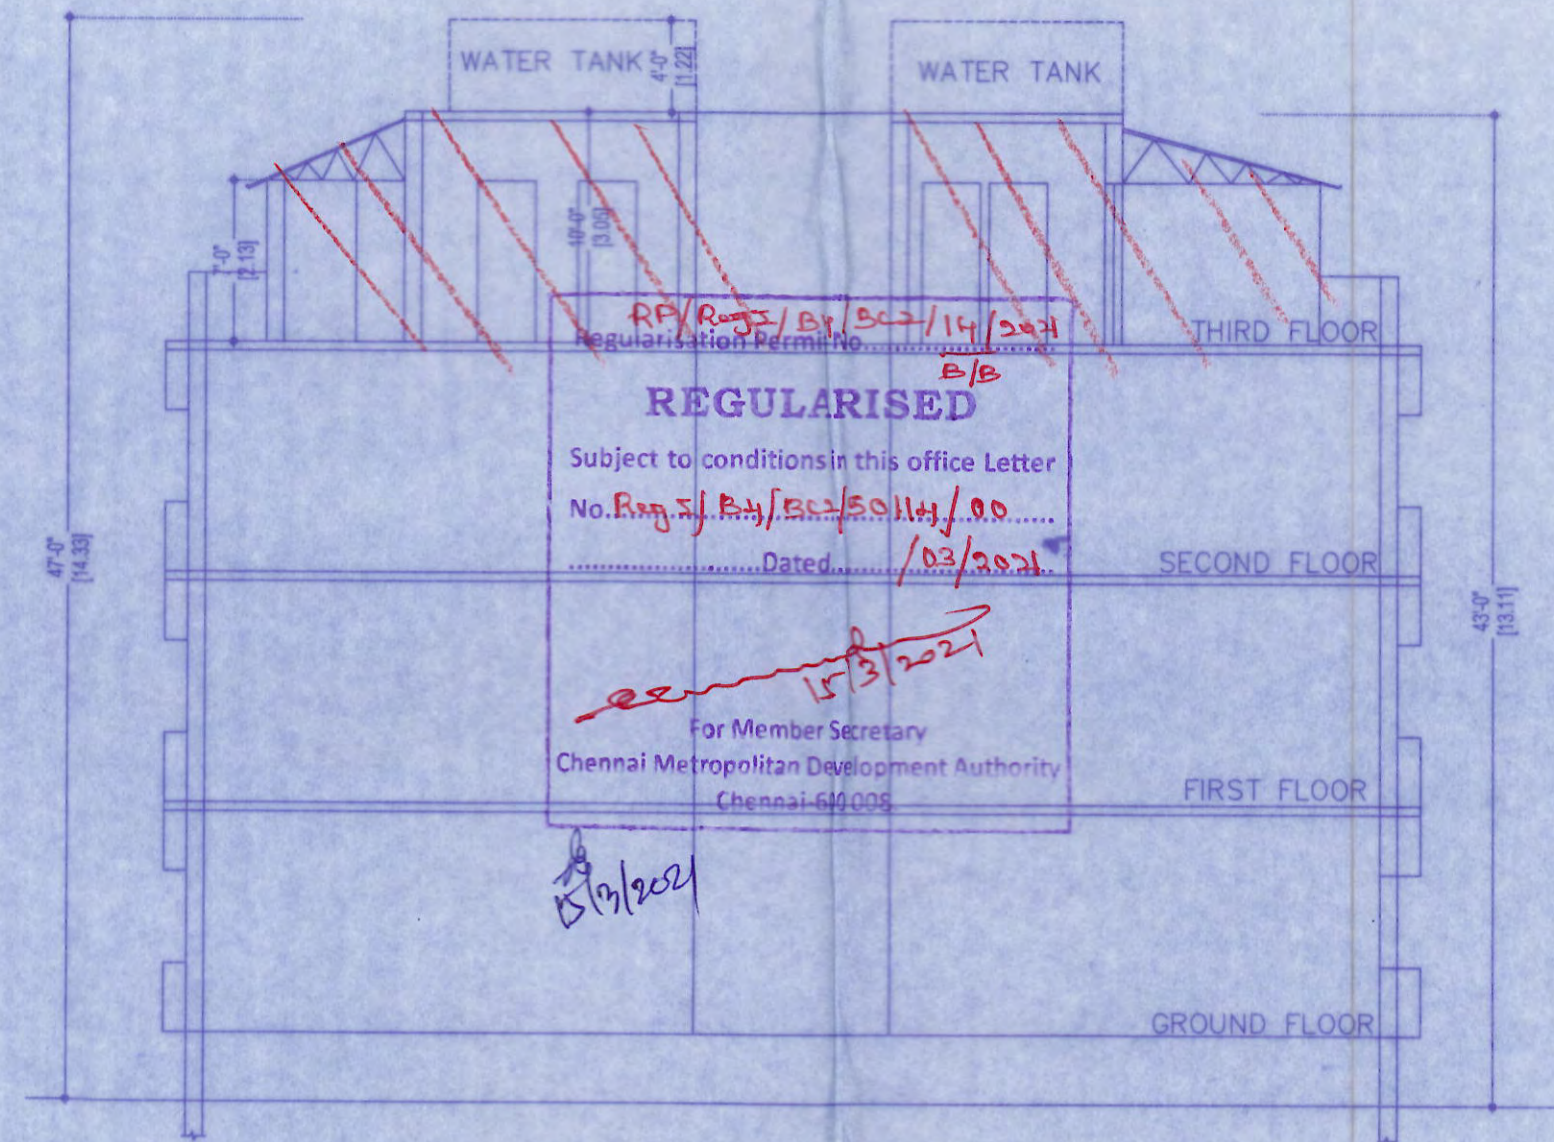 WATER TANK
4'-0"
[1.22]
WATER TANK
10'-0"
[3.05]
7'-0"
[2.13]
THIRD FLOOR
RP/Reg I/B4/BC2/14/2021
B/B
Regularisation Permit No
REGULARISED
Subject to conditions in this office Letter
No. Reg I/B4/BC2/50114/00
Dated /03/2021
SECOND FLOOR
47'-0"
[14.33]
43'-0"
[13.11]
15/3/2021
For Member Secretary
Chennai Metropolitan Development Authority
Chennai-600008
FIRST FLOOR
15/3/2021
GROUND FLOOR